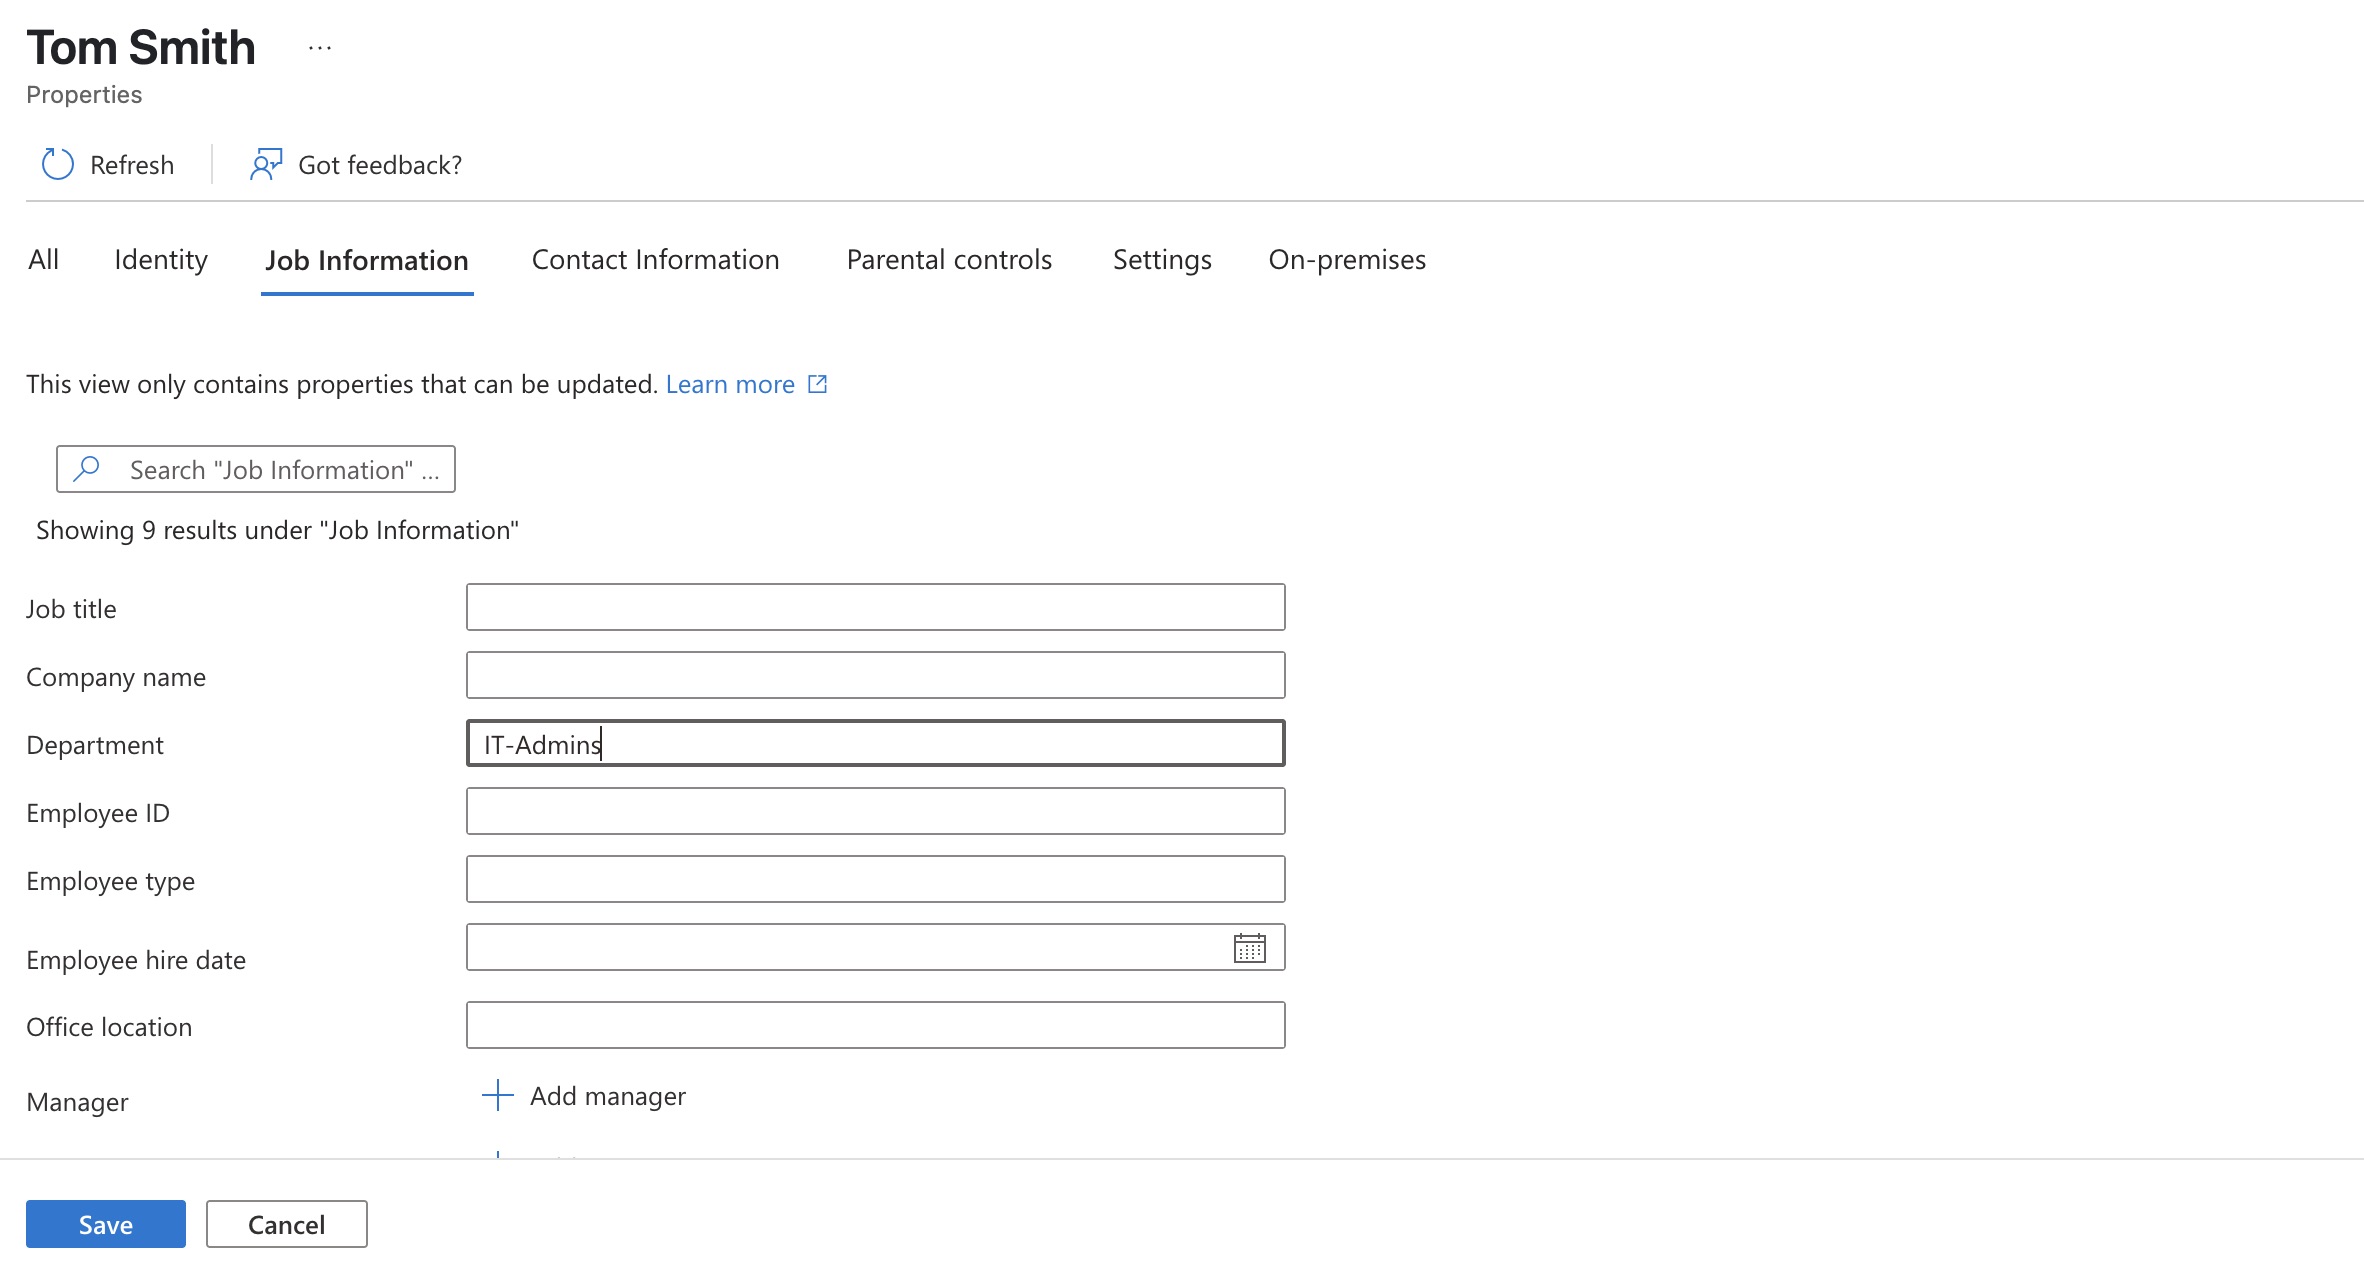 Tom Smith ...
Properties
Refresh Got feedback?
All Identity Job Information Contact Information Parental controls Settings On-premises
This view only contains properties that can be updated. Learn more
Search "Job Information" ...
Showing 9 results under "Job Information"
Job title
Company name
Department IT-Admins
Employee ID
Employee type
Employee hire date
Office location
Manager Add manager
Save Cancel